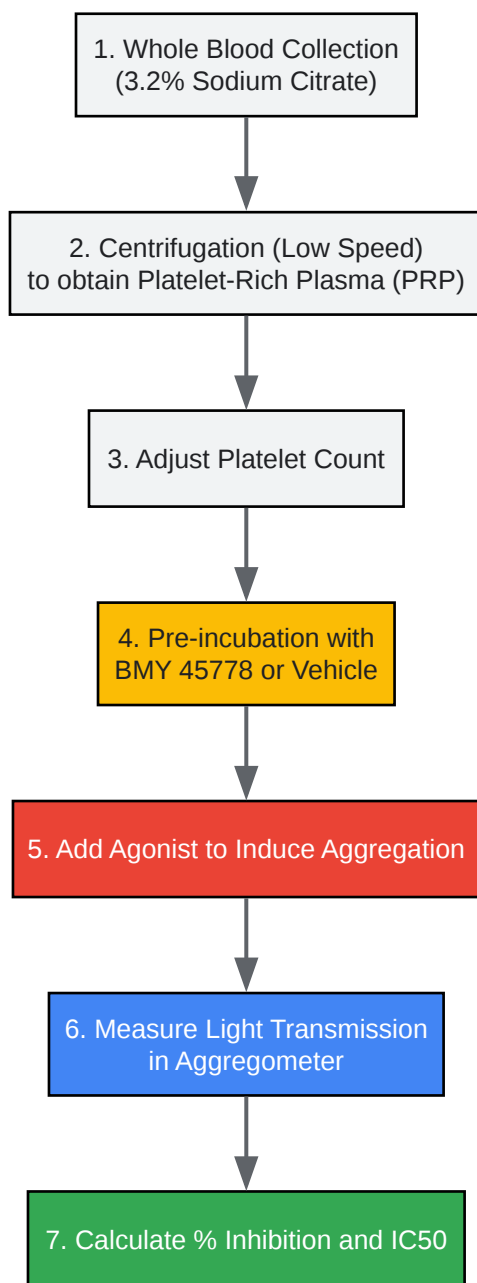 1. Whole Blood Collection
(3.2% Sodium Citrate)
2. Centrifugation (Low Speed)
to obtain Platelet-Rich Plasma (PRP)
3. Adjust Platelet Count
4. Pre-incubation with
BMY 45778 or Vehicle
5. Add Agonist to Induce Aggregation
6. Measure Light Transmission
in Aggregometer
7. Calculate % Inhibition and IC50